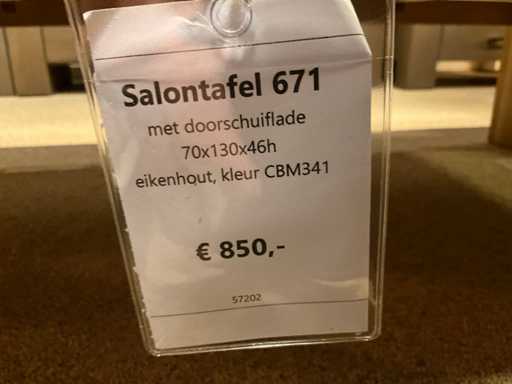 Salontafel 671
met doorschuiflade
70x130x46h
eikenhout, kleur CBM341
€ 850,-
57202